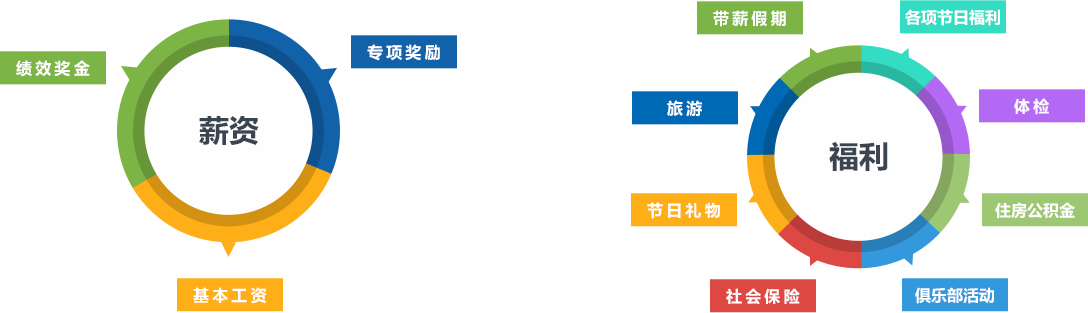 绩效奖金
专项奖励
薪资
基本工资
带薪假期
各项节日福利
旅游
体检
福利
节日礼物
住房公积金
社会保险
俱乐部活动